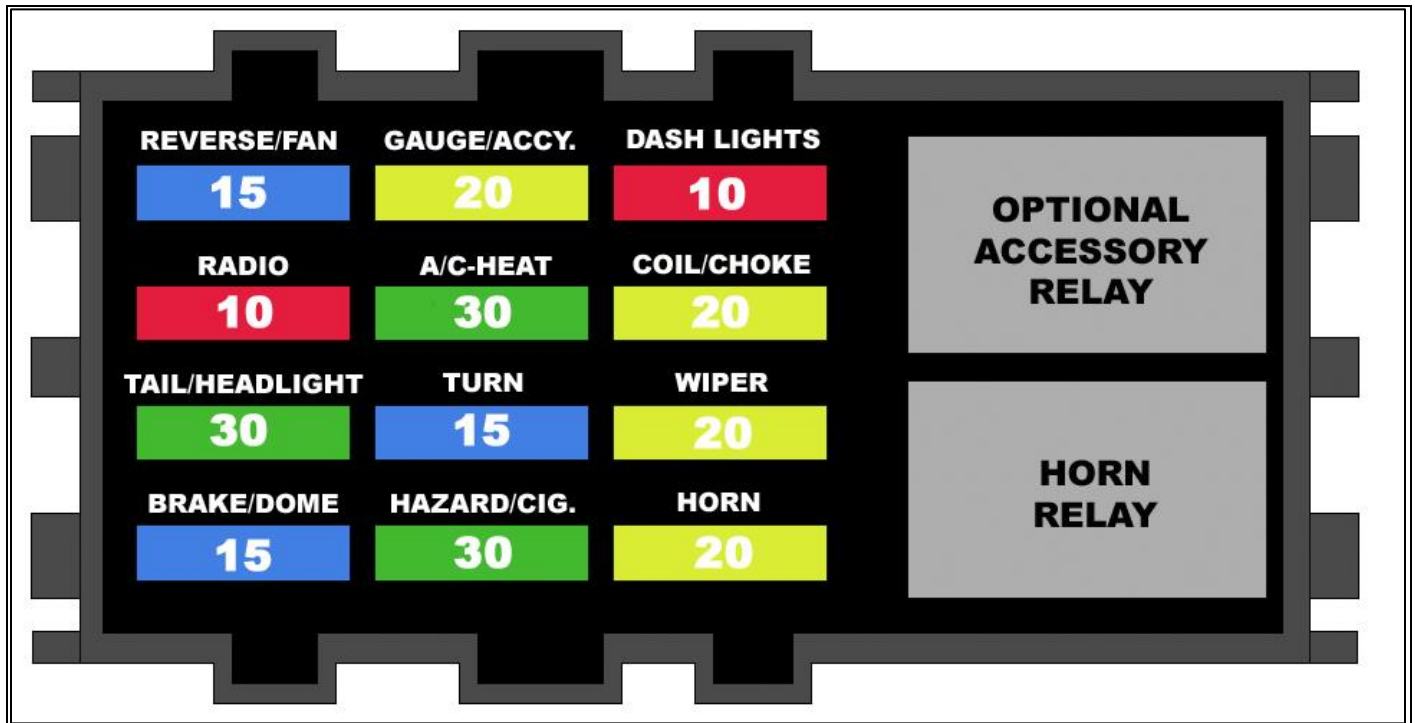 REVERSE/FAN GAUGE/ACCY. DASH LIGHTS
15 20 10
RADIO A/C-HEAT COIL/CHOKE
10 30 20
TAIL/HEADLIGHT TURN WIPER
30 15 20
BRAKE/DOME HAZARD/CIG. HORN
15 30 20
OPTIONAL
ACCESSORY
RELAY
HORN
RELAY